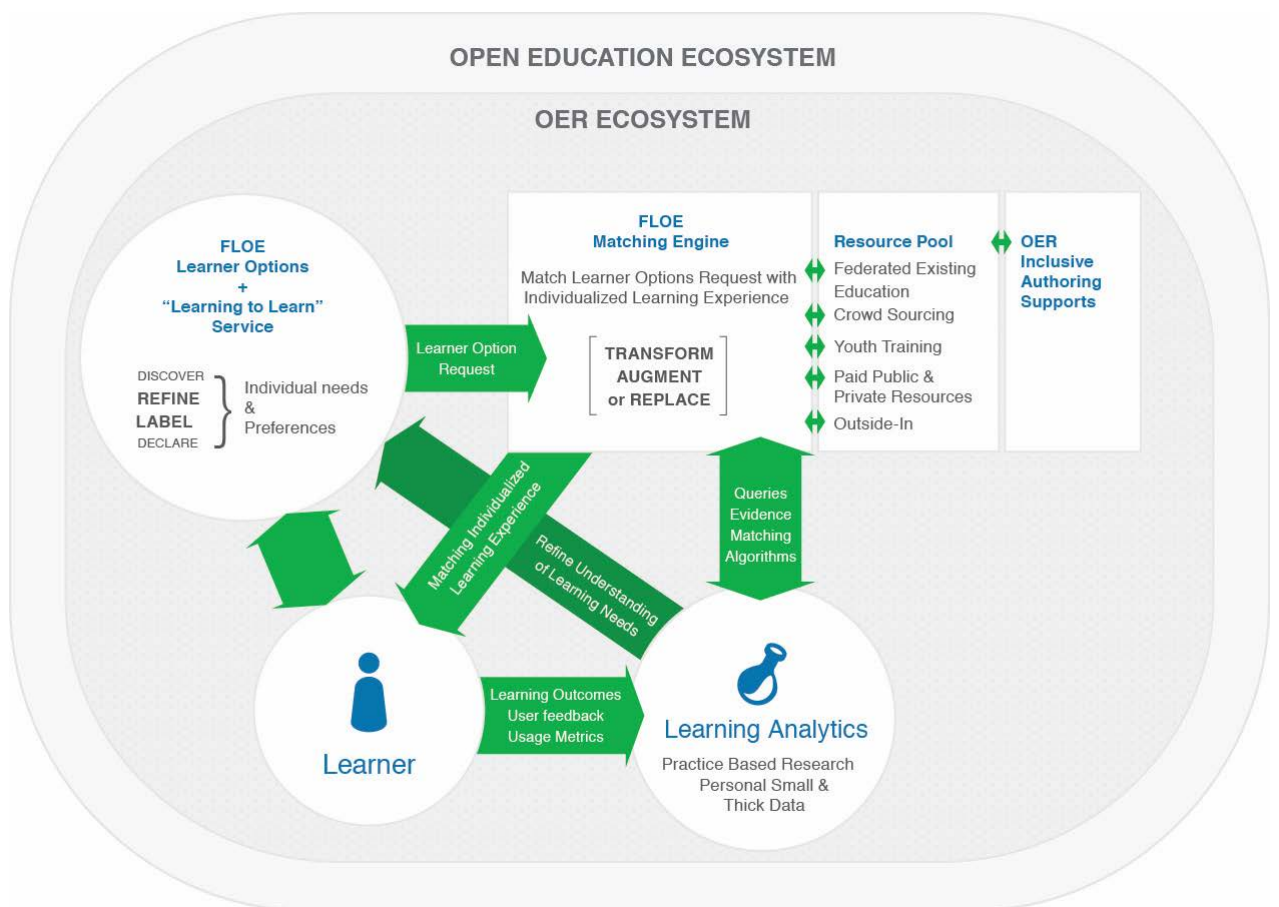 OPEN EDUCATION ECOSYSTEM
OER ECOSYSTEM
FLOE
Learner Options
+
“Learning to Learn”
Service
DISCOVER
REFINE
LABEL
DECLARE
Individual needs
&
Preferences
Learner Option
Request
FLOE
Matching Engine
Match Learner Options Request with
Individualized Learning Experience
TRANSFORM
AUGMENT
or REPLACE
Resource Pool
Federated Existing
Education
Crowd Sourcing
Youth Training
Paid Public &
Private Resources
Outside-In
OER
Inclusive
Authoring
Supports
Matching Individualized
Learning Experience
Refine Understanding
of Learning Needs
Queries
Evidence
Matching
Algorithms
Learner
Learning Outcomes
User feedback
Usage Metrics
Learning Analytics
Practice Based Research
Personal Small &
Thick Data